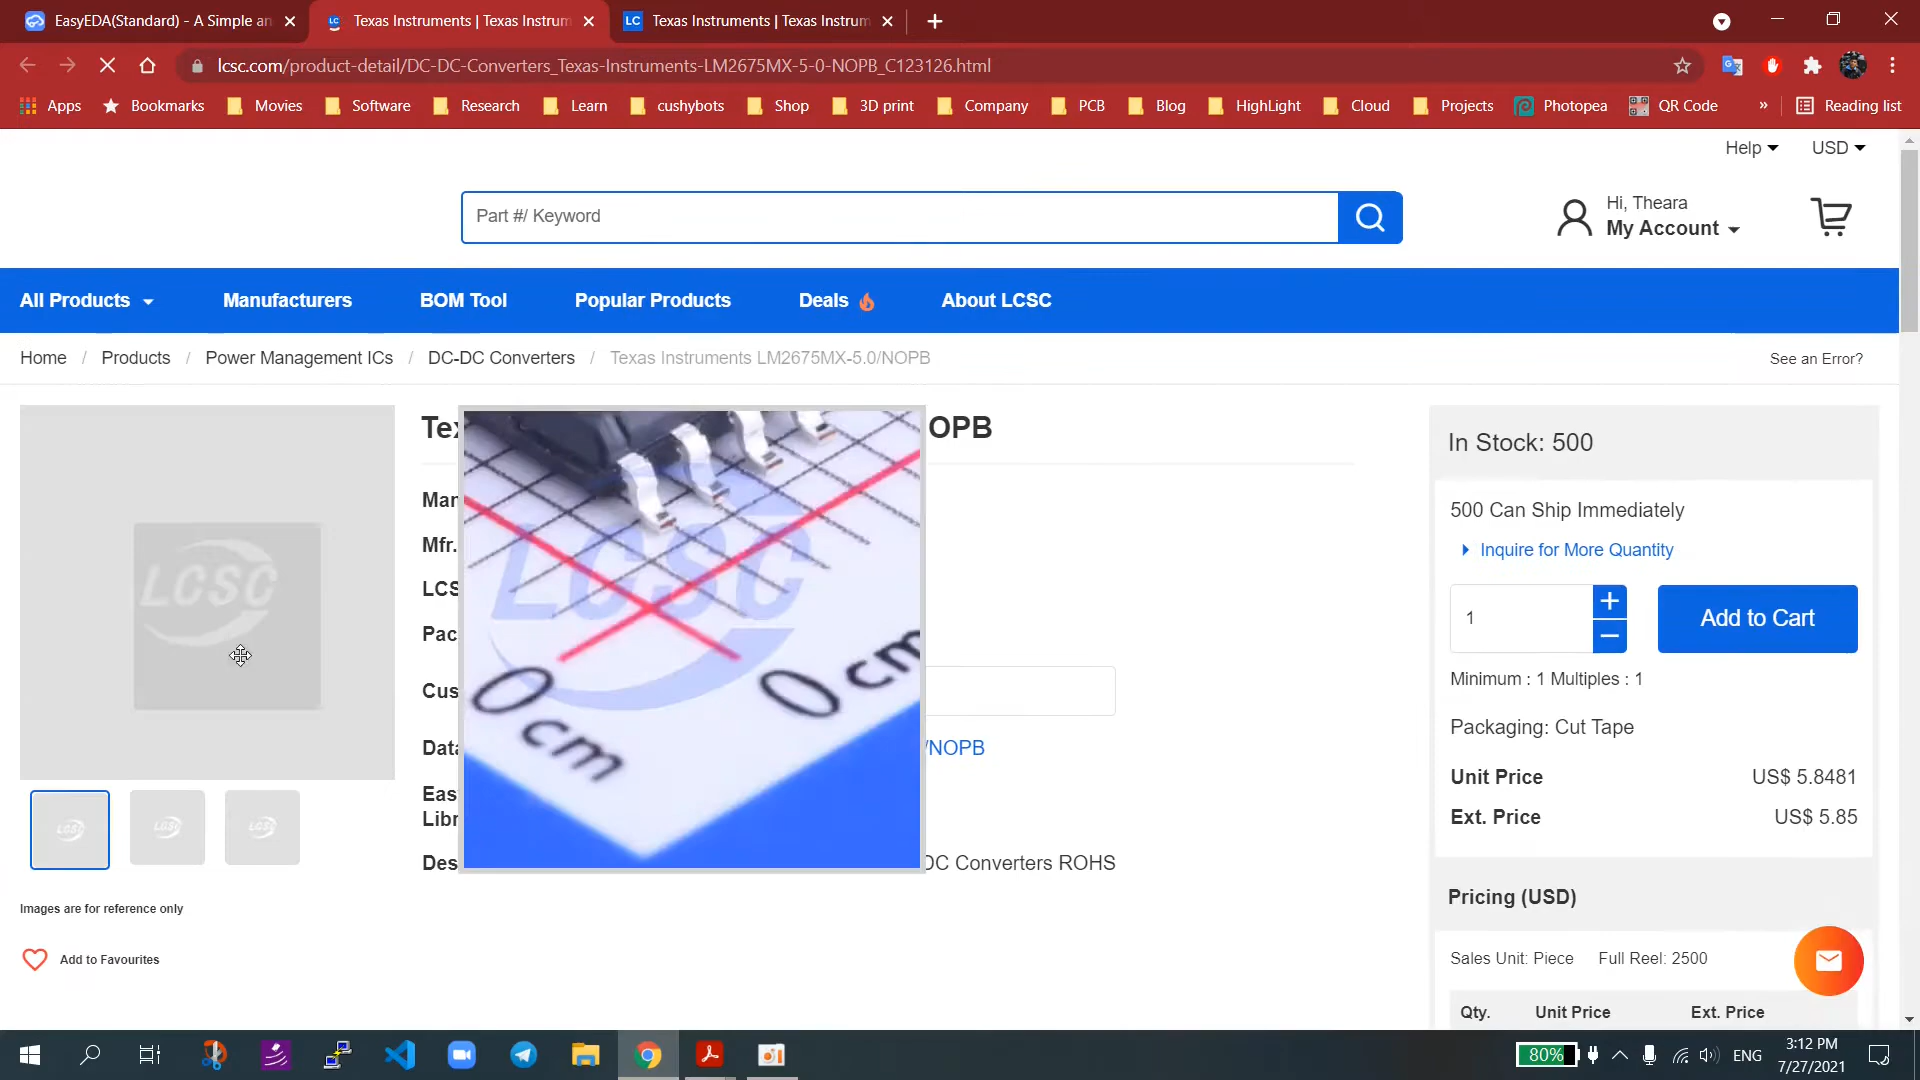 EasyEDA(Standard) - A Simple an
Texas Instruments | Texas Instrum
LC
Texas Instruments | Texas Instrum
lcsc.com/product-detail/DC-DC-Converters_Texas-Instruments-LM2675MX-5-0-NOPB_C123126.html
Apps
Bookmarks
Movies
Software
Research
Learn
cushybots
Shop
3D print
Company
PCB
Blog
HighLight
Cloud
Projects
Photopea
QR Code
»
Reading list
Help
USD
Part #/ Keyword
Hi, Theara
My Account
All Products
Manufacturers
BOM Tool
Popular Products
Deals
About LCSC
Home / Products / Power Management ICs / DC-DC Converters / Texas Instruments LM2675MX-5.0/NOPB
See an Error?
Tex
OPB
Man
Mfr.
LCS
Pac
Cus
Data
/NOPB
Eas
Libr
Des
DC Converters ROHS
LCSC
0 cm
0 cm
LCSC
LCSC
LCSC
LCSC
Images are for reference only
Add to Favourites
In Stock: 500
500 Can Ship Immediately
Inquire for More Quantity
1
+
−
Add to Cart
Minimum : 1 Multiples : 1
Packaging: Cut Tape
Unit Price
US$ 5.8481
Ext. Price
US$ 5.85
Pricing (USD)
Sales Unit: Piece
Full Reel: 2500
Qty.
Unit Price
Ext. Price
80%
ENG
3:12 PM
7/27/2021